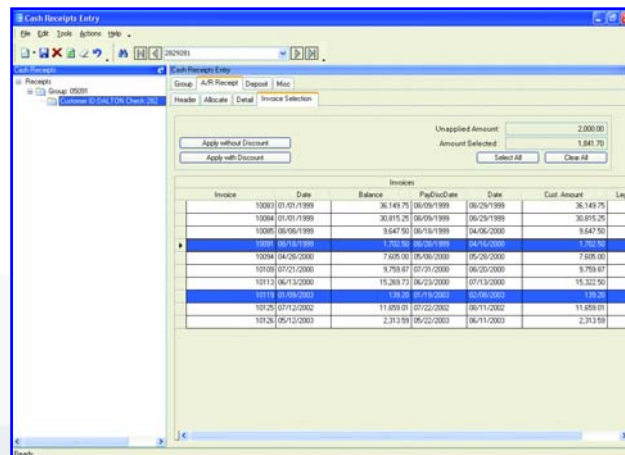 Cash Receipts Entry
File Edit Tools Actions Help
2829281
Cash Receipts
Receipts
Group: 05091
Customer ID:DALTON Check:282
Cash Receipts Entry
Group A/R Receipt Deposit Misc
Header Allocate Detail Invoice Selection
Unapplied Amount: 2,000.00
Apply without Discount Amount Selected: 1,841.70
Apply with Discount Select All Clear All
Invoices
Invoice Date Balance PayDiscDate Date Cust. Amount
10083 01/01/1999 36,149.75 08/09/1999 08/29/1999 36,149.75
10084 01/01/1999 30,815.25 08/09/1999 08/29/1999 30,815.25
10085 08/08/1999 9,647.50 08/18/1999 04/06/2000 9,647.50
10091 08/18/1999 1,702.50 08/28/1999 04/16/2000 1,702.50
10094 04/28/2000 7,605.00 05/08/2000 05/28/2000 7,605.00
10109 07/21/2000 9,759.87 07/31/2000 08/20/2000 9,759.87
10113 06/13/2000 15,269.73 06/23/2000 07/13/2000 15,322.50
10119 01/09/2003 139.20 01/19/2003 02/08/2003 139.20
10125 07/12/2002 11,659.01 07/22/2002 08/11/2002 11,659.01
10126 05/12/2003 2,313.59 05/22/2003 06/11/2003 2,313.59
Ready